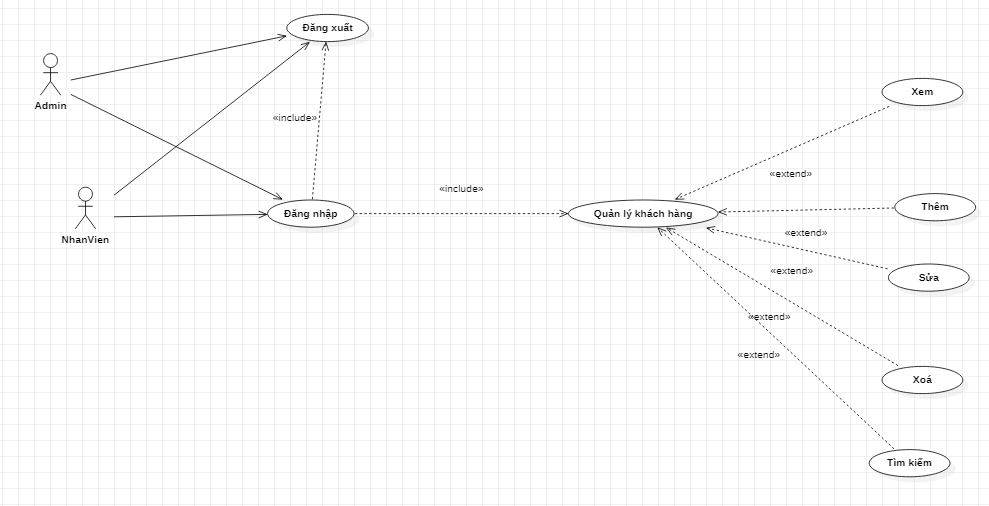 Đăng xuất
Admin
Xem
«include»
«extend»
«include»
Đăng nhập
Quản lý khách hàng
Thêm
NhanVien
«extend»
«extend»
Sửa
«extend»
«extend»
Xoá
Tìm kiếm